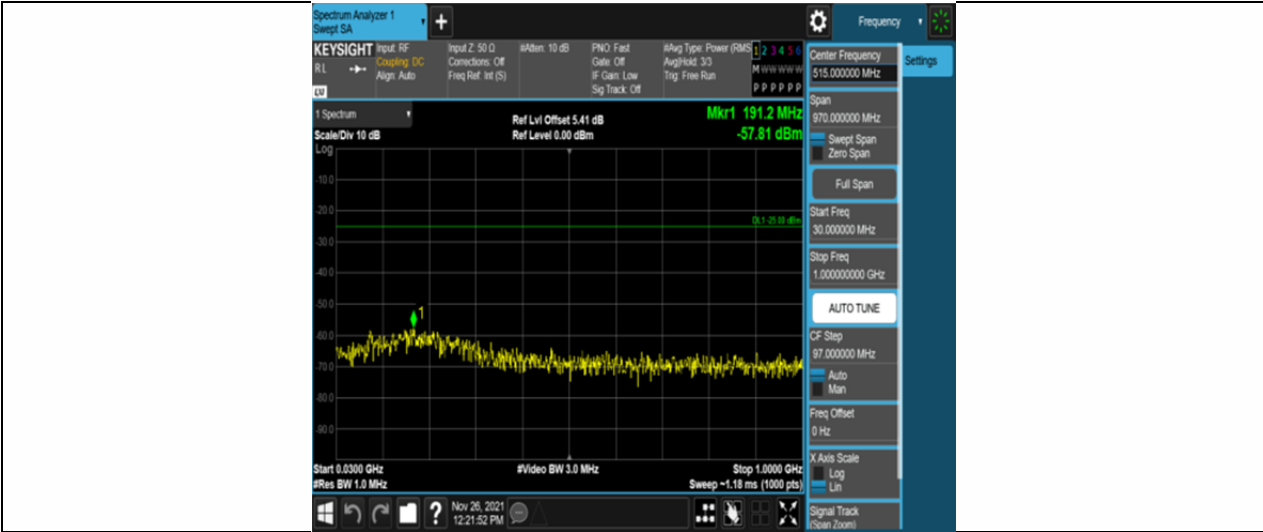 Spectrum Analyzer 1
Swept SA
+
Frequency
KEYSIGHT
RL
LV
Input: RF
Coupling: DC
Align: Auto
Input Z: 50 Ω
Corrections: Off
Freq Ref: Int (S)
#Atten: 10 dB
PNO: Fast
Gate: Off
IF Gain: Low
Sig Track: Off
#Avg Type: Power (RMS
Avg|Hold: 3/3
Trig: Free Run
1 2 3 4 5 6
M W W W W W
P P P P P P
Center Frequency
515.000000 MHz
Settings
Span
970.000000 MHz
Swept Span
Zero Span
Full Span
Start Freq
30.000000 MHz
Stop Freq
1.000000000 GHz
AUTO TUNE
CF Step
97.000000 MHz
Auto
Man
Freq Offset
0 Hz
X Axis Scale
Log
Lin
Signal Track
(Span Zoom)
1 Spectrum
Scale/Div 10 dB
Log
Ref Lvl Offset 5.41 dB
Ref Level 0.00 dBm
Mkr1 191.2 MHz
-57.81 dBm
-10.0
-20.0
DL1 -25.00 dBm
-30.0
-40.0
-50.0
1
-60.0
-70.0
-80.0
-90.0
Start 0.0300 GHz
#Res BW 1.0 MHz
#Video BW 3.0 MHz
Stop 1.0000 GHz
Sweep ~1.18 ms (1000 pts)
?
Nov 26, 2021
12:21:52 PM